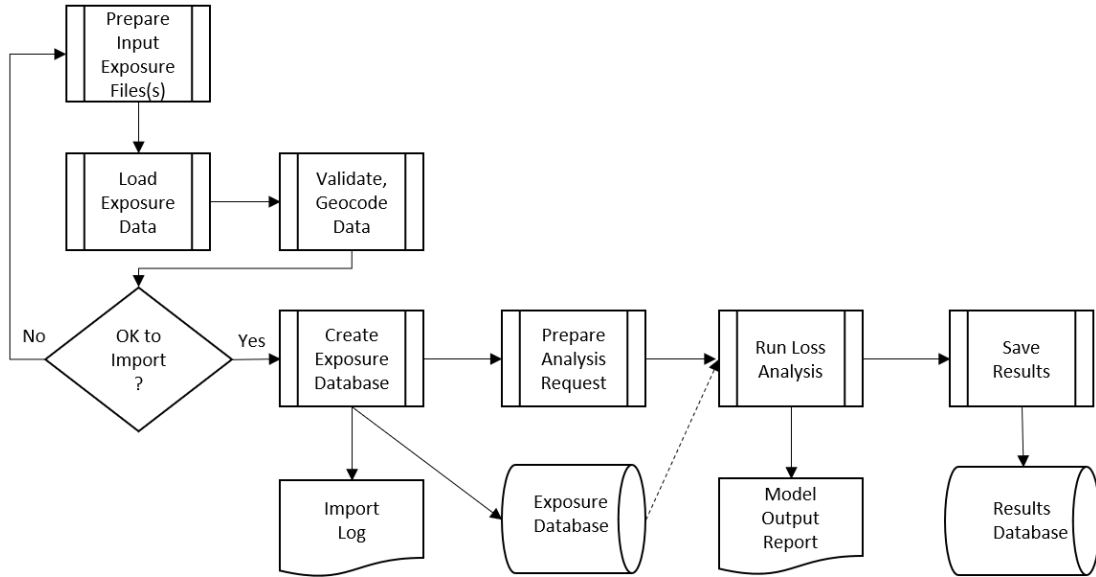 Prepare
Input
Exposure
Files(s)
Load
Exposure
Data
Validate,
Geocode
Data
No
OK to
Import
?
Yes
Create
Exposure
Database
Prepare
Analysis
Request
Run Loss
Analysis
Save
Results
Import
Log
Exposure
Database
Model
Output
Report
Results
Database